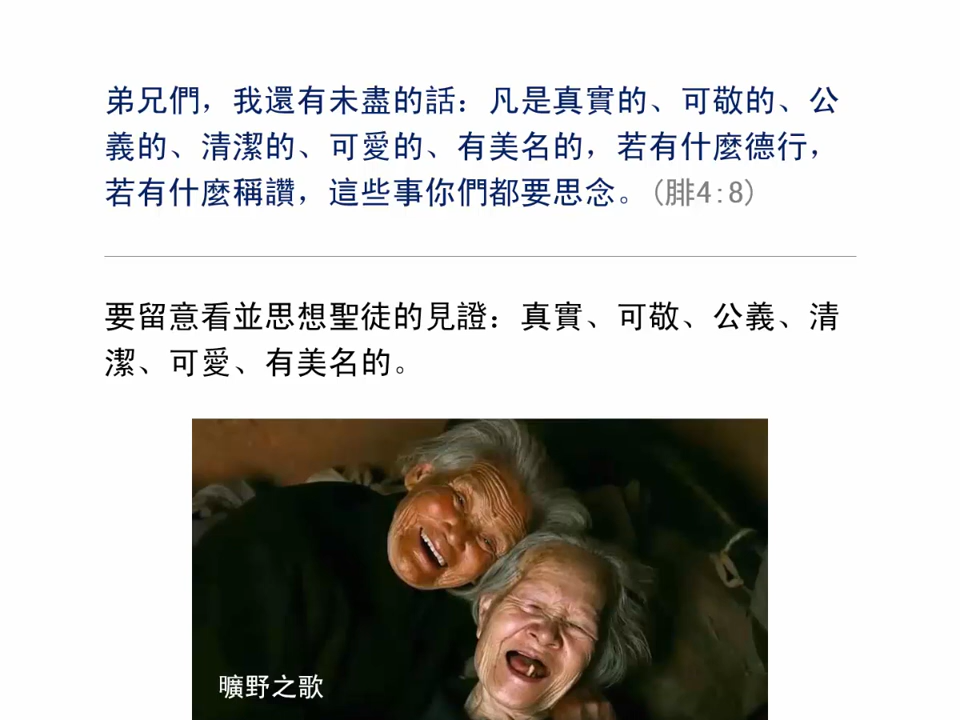 弟兄們，我還有未盡的話：凡是真實的、可敬的、公
義的、清潔的、可愛的、有美名的，若有什麼德行，
若有什麼稱讚，這些事你們都要思念。(腓4:8)
要留意看並思想聖徒的見證：真實、可敬、公義、清
潔、可愛、有美名的。
曠野之歌